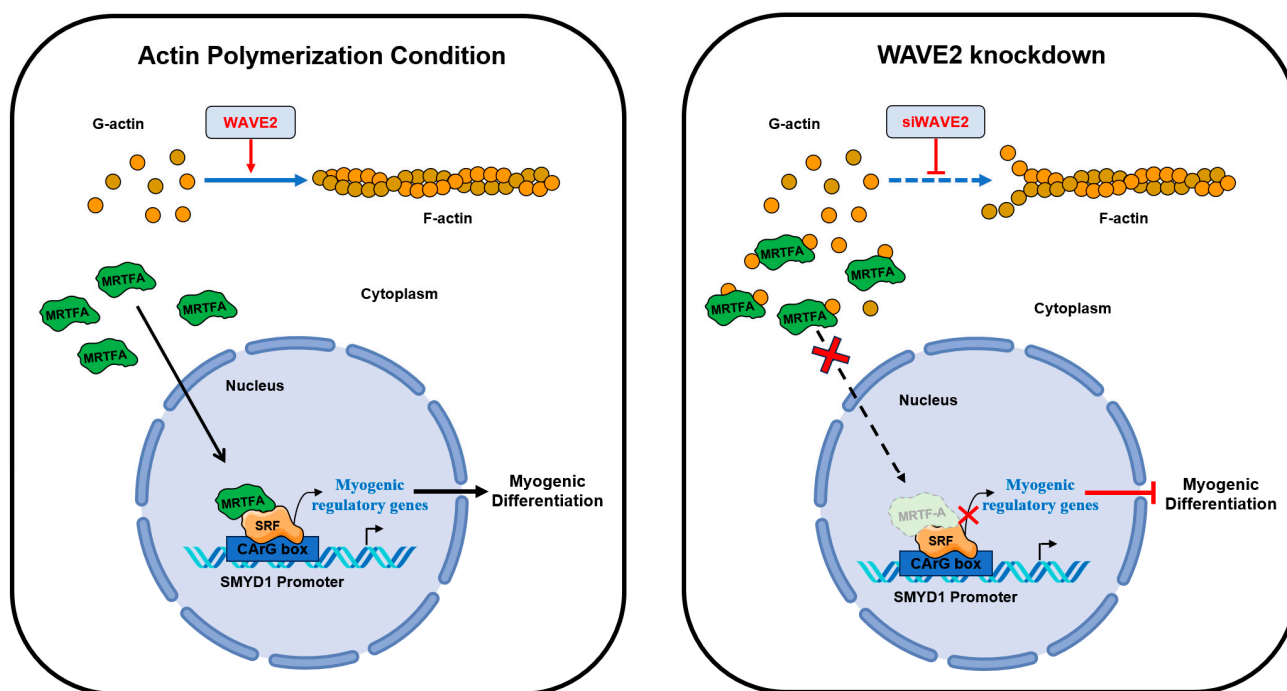 Actin Polymerization Condition
G-actin
WAVE2
F-actin
MRTFA
MRTFA
MRTFA
MRTFA
Cytoplasm
Nucleus
MRTFA
SRF
CArG box
SMYD1 Promoter
Myogenic
regulatory genes
Myogenic
Differentiation
WAVE2 knockdown
G-actin
siWAVE2
F-actin
MRTFA
MRTFA
MRTFA
MRTFA
Cytoplasm
Nucleus
MRTF-A
SRF
CArG box
SMYD1 Promoter
Myogenic
regulatory genes
Myogenic
Differentiation